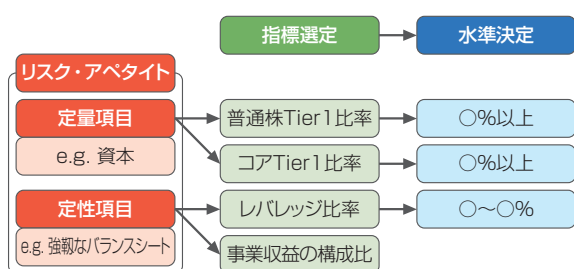 指標選定
水準決定
リスク・アペタイト
定量項目
e.g. 資本
普通株Tier1比率
○%以上
コアTier1比率
○%以上
定性項目
e.g. 強靱なバランスシート
レバレッジ比率
○〜○%
事業収益の構成比